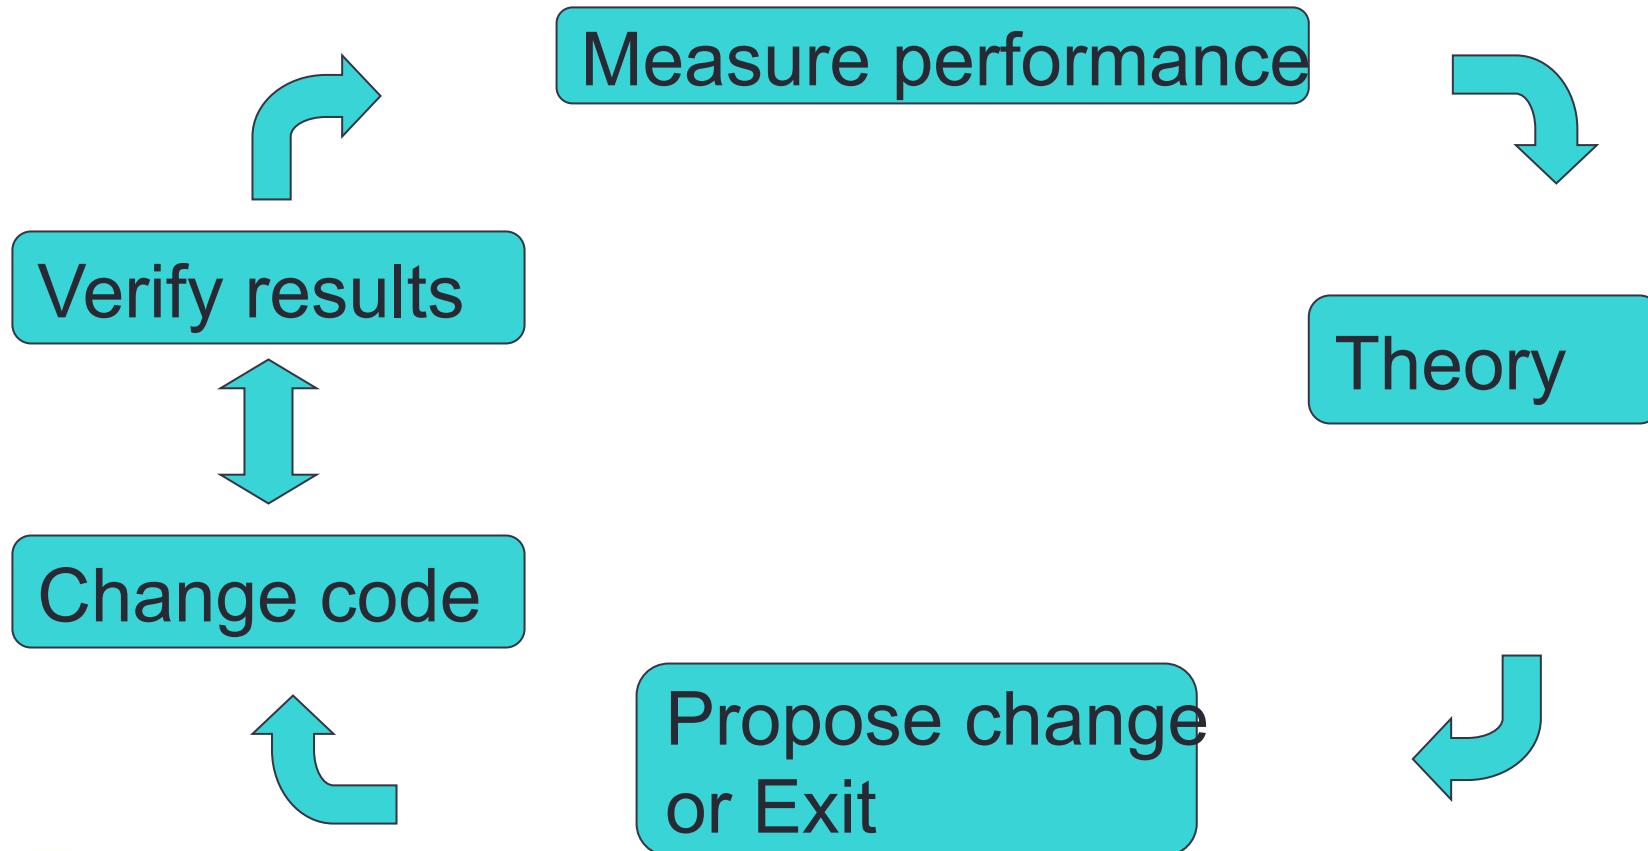 Measure performance
Verify results
Theory
Change code
Propose change
or Exit